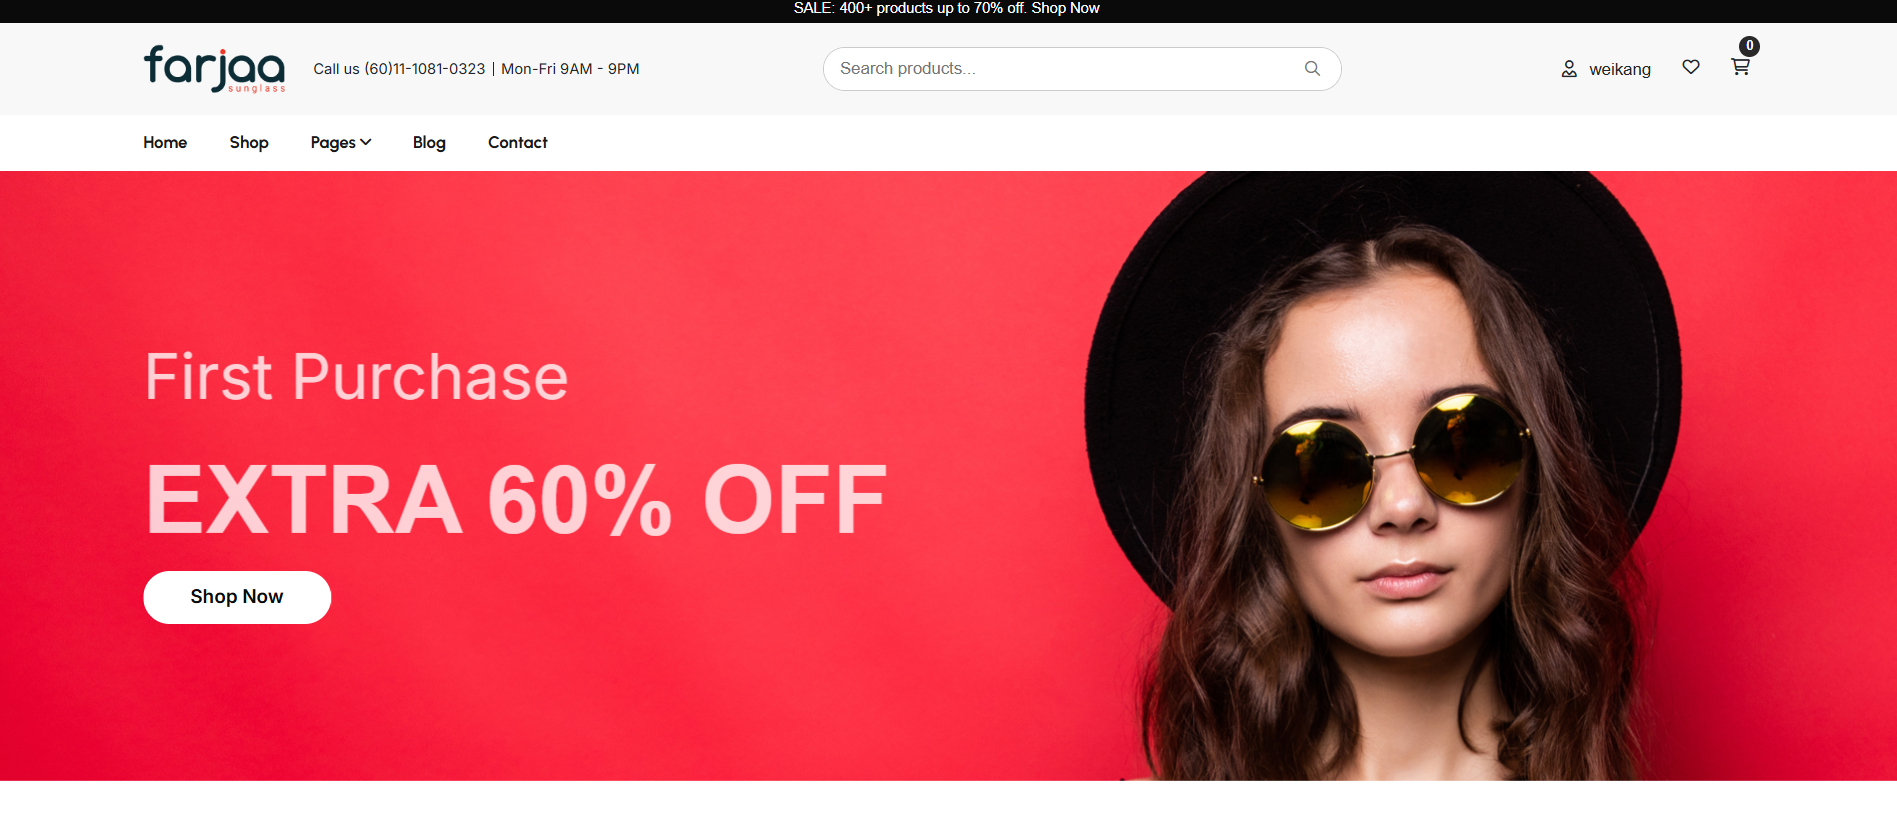 SALE: 400+ products up to 70% off. Shop Now
farjaa
sunglass
Call us (60)11-1081-0323 | Mon-Fri 9AM - 9PM
Search products...
weikang
0
Home
Shop
Pages
Blog
Contact
First Purchase
EXTRA 60% OFF
Shop Now